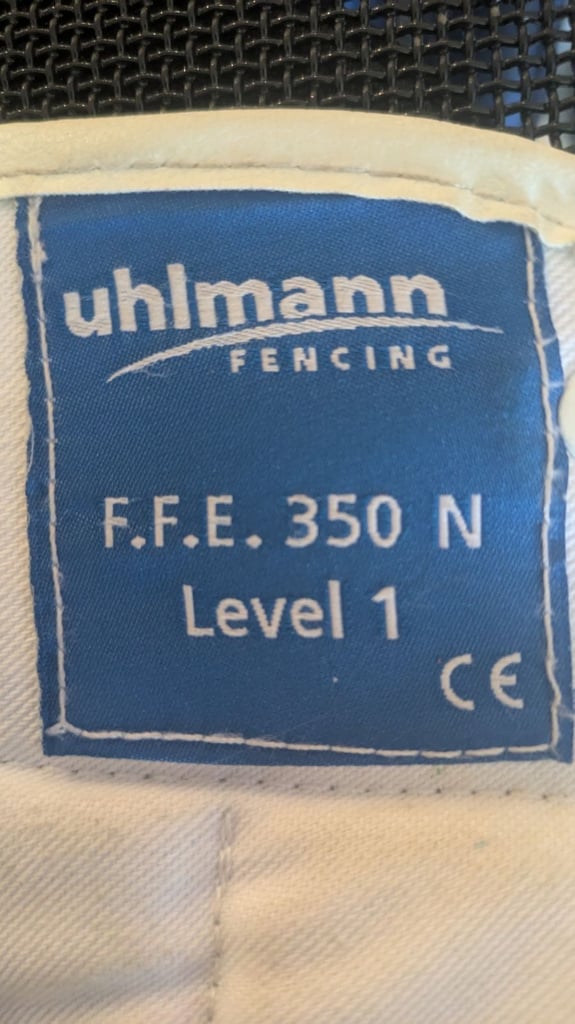 uhlmann
FENCING
F.F.E. 350 N
Level 1
CE